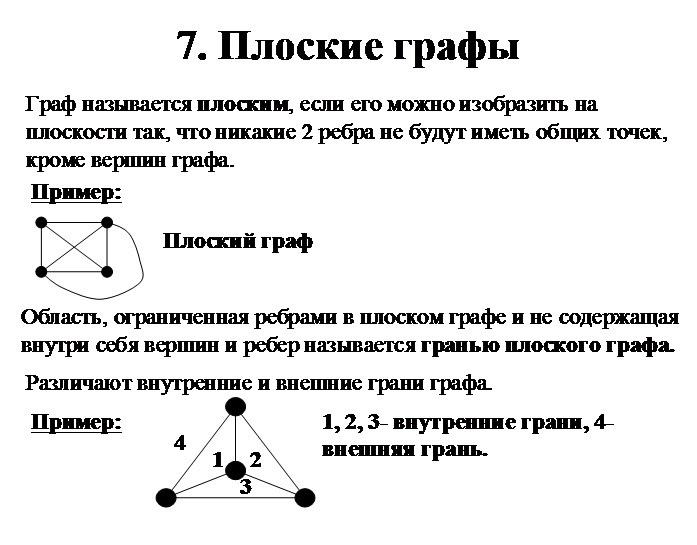 7. Плоские графы
Граф называется плоским, если его можно изобразить на
плоскости так, что никакие 2 ребра не будут иметь общих точек,
кроме вершин графа.
Пример:
Плоский граф
Область, ограниченная ребрами в плоском графе и не содержащая
внутри себя вершин и ребер называется гранью плоского графа.
Различают внутренние и внешние грани графа.
Пример:
1, 2, 3- внутренние грани, 4-
внешняя грань.
4
1 2
3